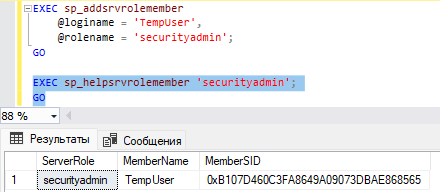 EXEC sp_addsrvrolemember
@loginame = 'TempUser',
@rolename = 'securityadmin';
GO
EXEC sp_helpsrvrolemember 'securityadmin';
GO
88 %
Результаты Сообщения
ServerRole MemberName MemberSID
1 securityadmin TempUser 0xB107D460C3FA8649A09073DBAE868565